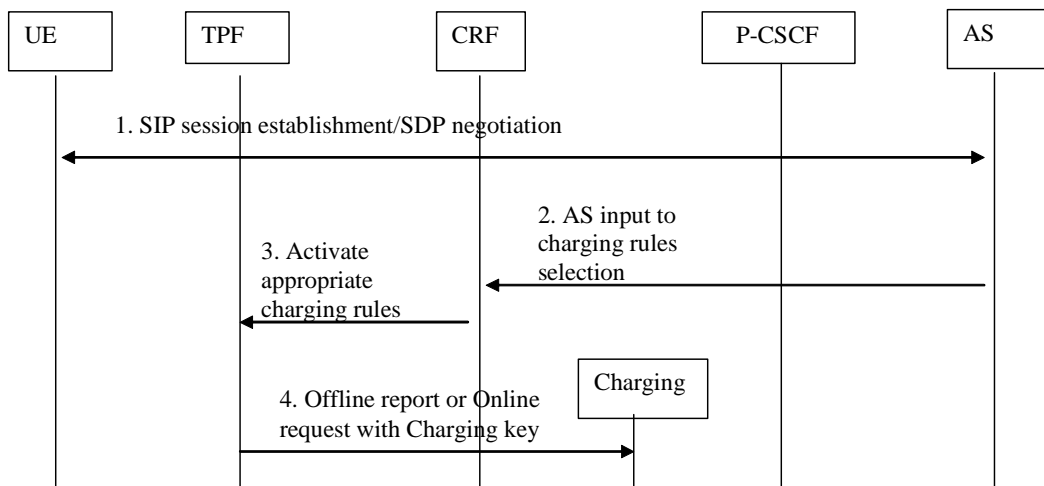 UE
TPF
CRF
P-CSCF
AS
1. SIP session establishment/SDP negotiation
2. AS input to
charging rules
selection
3. Activate
appropriate
charging rules
Charging
4. Offline report or Online
request with Charging key